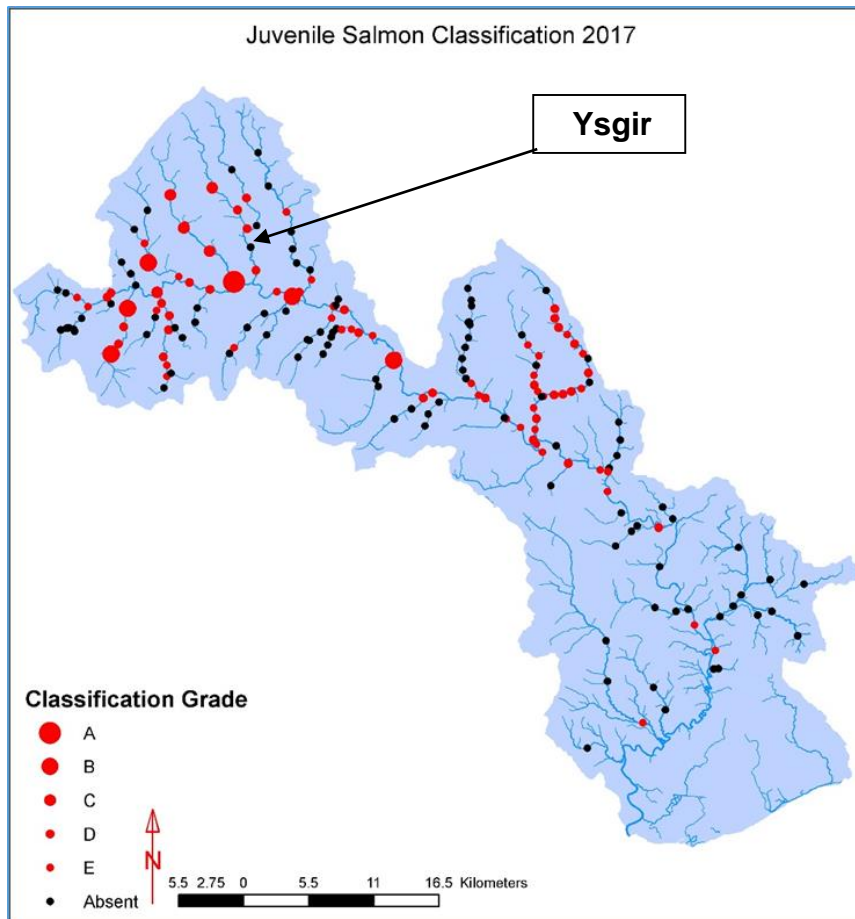 Juvenile Salmon Classification 2017
Ysgir
Classification Grade
A
B
C
D
E
Absent
N
5.5 2.75 0 5.5 11 16.5 Kilometers